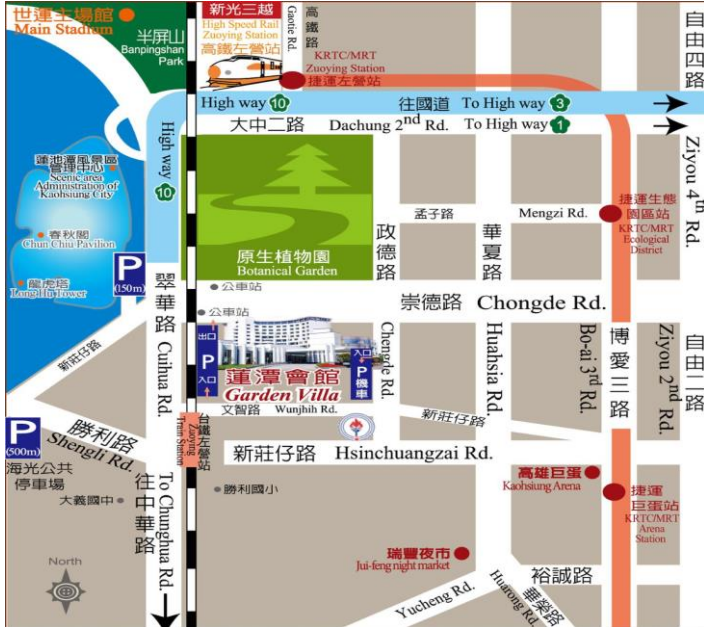 世運主場館
Main Stadium
半屏山
Banpingshan
Park
新光三越
High Speed Rail
Zuoying Station
高鐵左營站
Gaotie Rd.
高鐵路
KRTC/MRT
Zuoying Station
捷運左營站
自由四路
Ziyou 4th Rd.
High way 10
往國道 To High way 3
大中二路 Dachung 2nd Rd. To High way 1
High way
10
蓮池潭風景區
管理中心
Scenic area
Administration of
Kaohsiung City
春秋閣
Chun Chiu Pavilion
龍虎塔
Long Hu Tower
P
(150m)
原生植物園
Botanical Garden
政德路
孟子路 Mengzi Rd.
華夏路
捷運生態
園區站
KRTC/MRT
Ecological
District
公車站
公車站
崇德路 Chongde Rd.
翠華路
Cuihua Rd.
新莊仔路
出口
P
入口
入口
P
機車
蓮潭會館
Garden Villa
文智路 Wunjhih Rd.
Chengde Rd.
Huahsia Rd.
Bo-ai 3rd Rd.
博愛三路
Ziyou 2nd Rd.
自由二路
新莊仔路
P
(500m)
海光公共
停車場
勝利路
Shengli Rd.
台鐵左營站
Zuoying
Train Station
新莊仔路 Hsinchuangzai Rd.
大義國中
往中華路
To Chunghua Rd.
勝利國小
高雄巨蛋
Kaohsiung Arena
捷運
巨蛋站
KRTC/MRT
Arena
Station
瑞豐夜市
Jui-feng night market
裕誠路
Yucheng Rd.
華榮路
Huarong Rd.
North